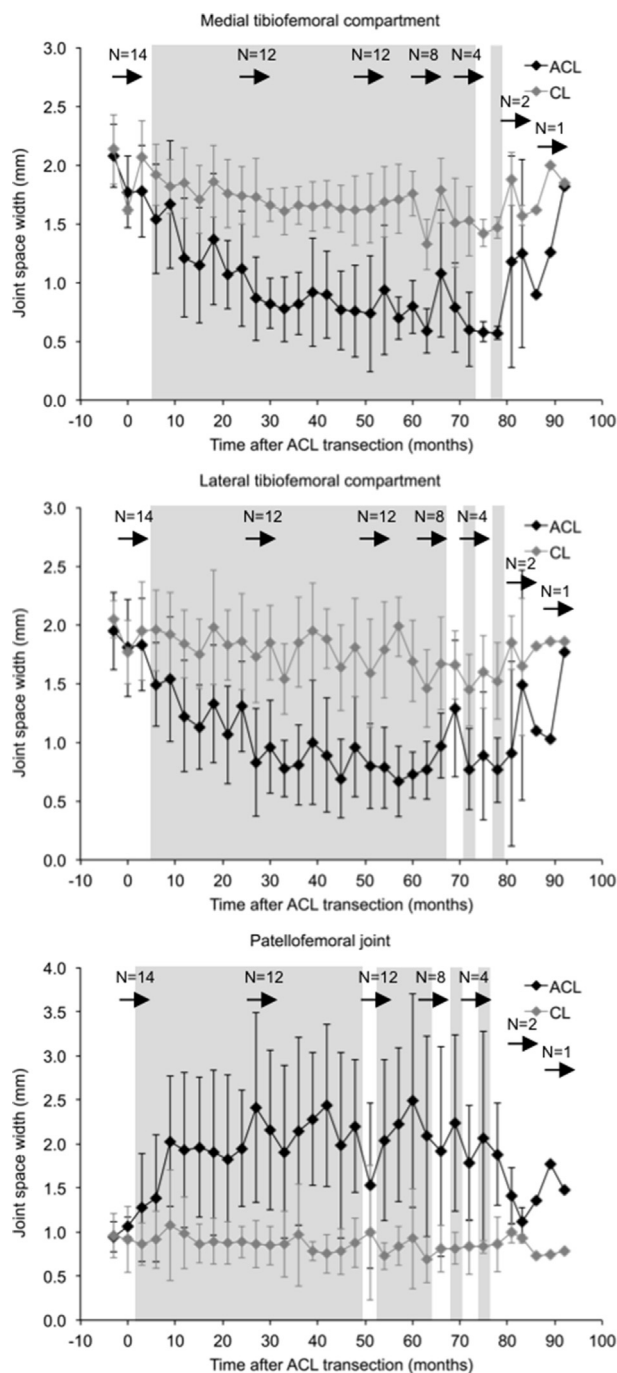 Medial tibiofemoral compartment
3.0
2.5
2.0
1.5
1.0
0.5
0.0
Joint space width (mm)
N=14
N=12
N=12
N=8
N=4
N=2
N=1
ACL
CL
-10 0 10 20 30 40 50 60 70 80 90 100
Time after ACL transection (months)
Lateral tibiofemoral compartment
3.0
2.5
2.0
1.5
1.0
0.5
0.0
Joint space width (mm)
N=14
N=12
N=12
N=8
N=4
N=2
N=1
ACL
CL
-10 0 10 20 30 40 50 60 70 80 90 100
Time after ACL transection (months)
Patellofemoral joint
4.0
3.5
3.0
2.5
2.0
1.5
1.0
0.5
0.0
Joint space width (mm)
N=14
N=12
N=12
N=8
N=4
N=2
N=1
ACL
CL
-10 0 10 20 30 40 50 60 70 80 90 100
Time after ACL transection (months)